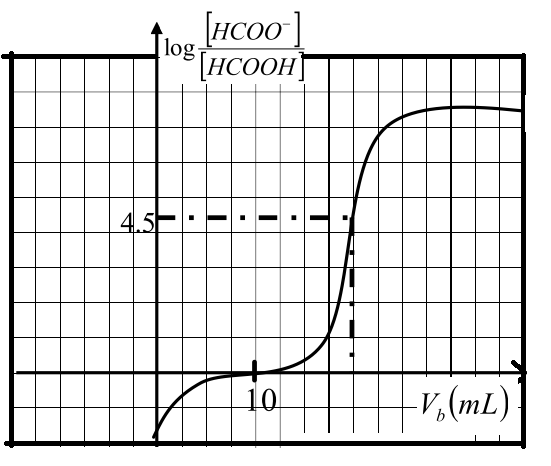 log [HCOO⁻] / [HCOOH]
4.5
10
V_b(mL)